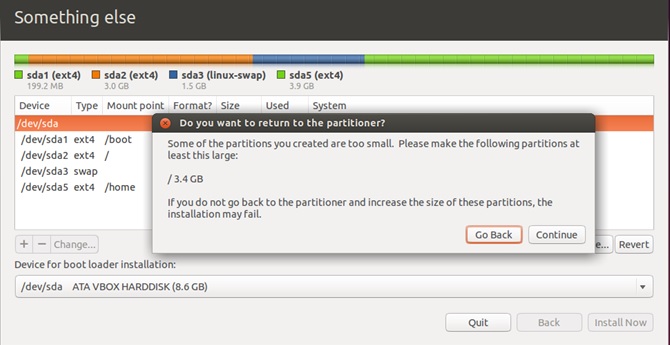 Something else
sda1 (ext4) sda2 (ext4) sda3 (linux-swap) sda5 (ext4)
199.2 MB 3.0 GB 1.5 GB 3.9 GB
Device Type Mount point Format? Size Used System
/dev/sda
/dev/sda1 ext4 /boot
/dev/sda2 ext4 /
/dev/sda3 swap
/dev/sda5 ext4 /home
Do you want to return to the partitioner?
Some of the partitions you created are too small. Please make the following partitions at
least this large:
/ 3.4 GB
If you do not go back to the partitioner and increase the size of these partitions, the
installation may fail.
Go Back Continue
+ − Change... Revert
Device for boot loader installation:
/dev/sda ATA VBOX HARDDISK (8.6 GB)
Quit Back Install Now